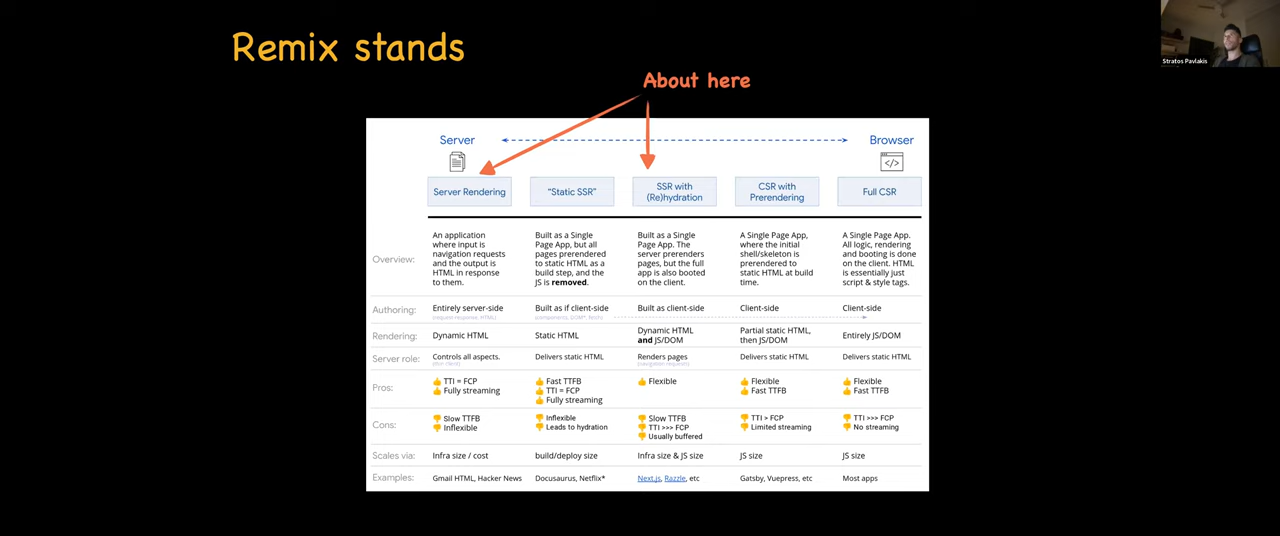 Remix stands
Stratos Pavlakis
About here
Server
Browser
Server Rendering
"Static SSR"
SSR with
(Re)hydration
CSR with
Prerendering
Full CSR
Overview:
An application
where input is
navigation requests
and the output is
HTML in response
to them.
Built as a Single
Page App, but all
pages prerendered
to static HTML as a
build step, and the
JS is removed.
Built as a Single
Page App. The
server prerenders
pages, but the full
app is also booted
on the client.
A Single Page App,
where the initial
shell/skeleton is
prerendered to
static HTML at build
time.
A Single Page App.
All logic, rendering
and booting is done
on the client. HTML
is essentially just
script & style tags.
Authoring:
Entirely server-side
Built as if client-side
Built as client-side
Client-side
Client-side
Rendering:
Dynamic HTML
Static HTML
Dynamic HTML
and JS/DOM
Partial static HTML,
then JS/DOM
Entirely JS/DOM
Server role:
Controls all aspects.
Delivers static HTML
Renders pages
(navigation requests)
Delivers static HTML
Delivers static HTML
Pros:
👍 TTI = FCP
👍 Fully streaming
👍 Fast TTFB
👍 TTI = FCP
👍 Fully streaming
👍 Flexible
👍 Flexible
👍 Fast TTFB
👍 Flexible
👍 Fast TTFB
Cons:
👎 Slow TTFB
👎 Inflexible
👎 Inflexible
👎 Leads to hydration
👎 Slow TTFB
👎 TTI >>> FCP
👎 Usually buffered
👎 TTI > FCP
👎 Limited streaming
👎 TTI >>> FCP
👎 No streaming
Scales via:
Infra size / cost
build/deploy size
Infra size & JS size
JS size
JS size
Examples:
Gmail HTML, Hacker News
Docusaurus, Netflix*
Next.js, Razzle, etc
Gatsby, Vuepress, etc
Most apps